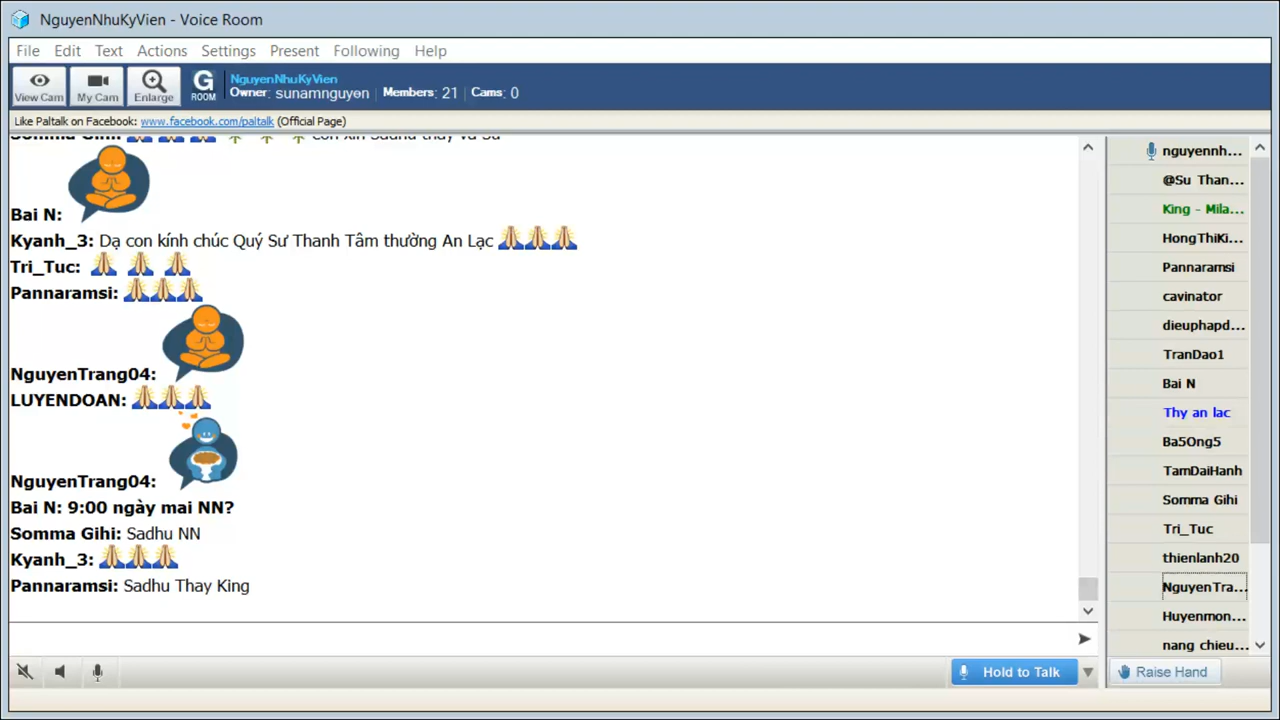 NguyenNhuKyVien - Voice Room
File Edit Text Actions Settings Present Following Help
View Cam My Cam Enlarge G ROOM
NguyenNhuKyVien
Owner: sunamnguyen Members: 21 Cams: 0
Like Paltalk on Facebook: www.facebook.com/paltalk (Official Page)
Bai N:
Kyanh_3: Dạ con kính chúc Quý Sư Thanh Tâm thường An Lạc
Tri_Tuc:
Pannaramsi:
NguyenTrang04:
LUYENDOAN:
NguyenTrang04:
Bai N: 9:00 ngày mai NN?
Somma Gihi: Sadhu NN
Kyanh_3:
Pannaramsi: Sadhu Thay King
nguyennh...
@Su Than...
King - Mila...
HongThiKi...
Pannaramsi
cavinator
dieuphapd...
TranDao1
Bai N
Thy an lac
Ba5Ong5
TamDaiHanh
Somma Gihi
Tri_Tuc
thienlanh20
NguyenTra...
Huyenmon...
nang chieu...
Hold to Talk
Raise Hand